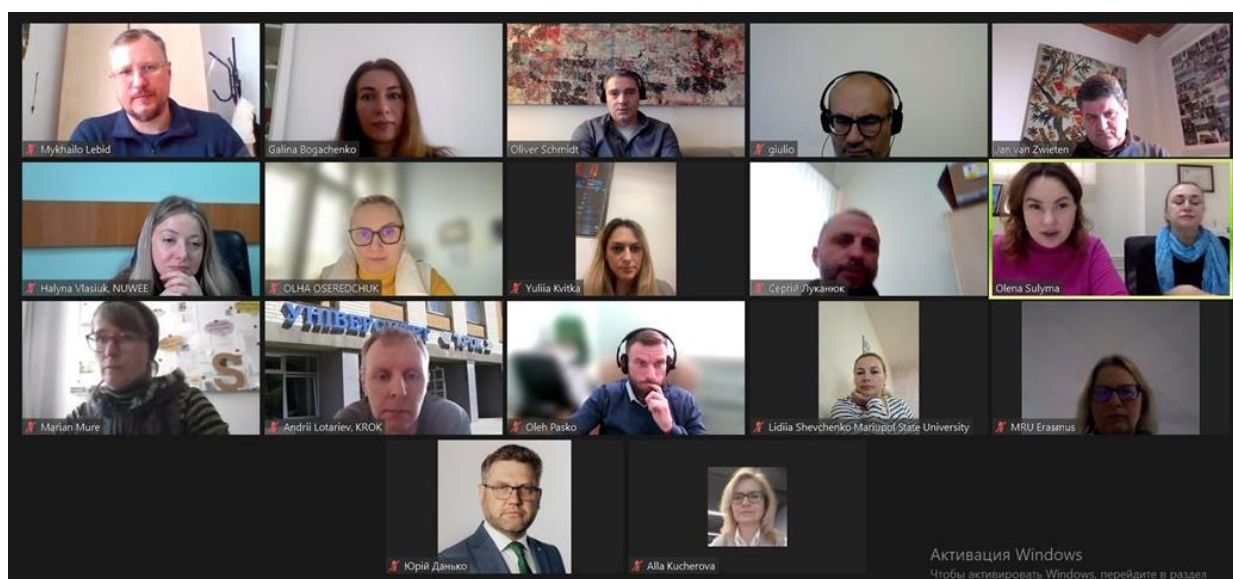 Mykhailo Lebid
Galina Bogachenko
Oliver Schmidt
giulio
Jan van Zwieten
Halyna Vlasiuk, NUWEE
OLHA OSEREDCHUK
Yuliia Kvitka
Сергій Луканюк
Olena Sulyma
Marian Mure
S
УНІВЕРСИТЕТ "КРОК"
Andrii Lotariev, KROK
Oleh Pasko
Lidiia Shevchenko Mariupol State University
MRU Erasmus
Юрій Данько
Alla Kucherova
Активация Windows
Чтобы активировать Windows, перейдите в раздел